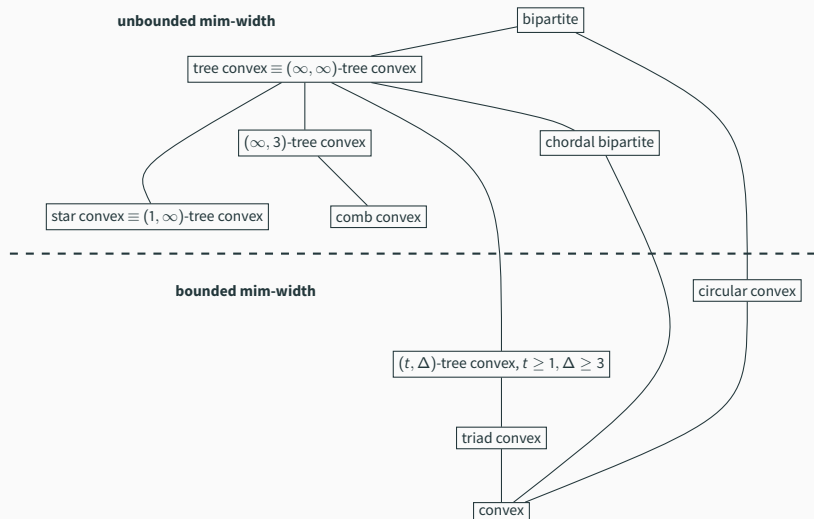 unbounded mim-width
bipartite
tree convex ≡ (∞, ∞)-tree convex
(∞, 3)-tree convex
chordal bipartite
star convex ≡ (1, ∞)-tree convex
comb convex
bounded mim-width
circular convex
(t, Δ)-tree convex, t ≥ 1, Δ ≥ 3
triad convex
convex